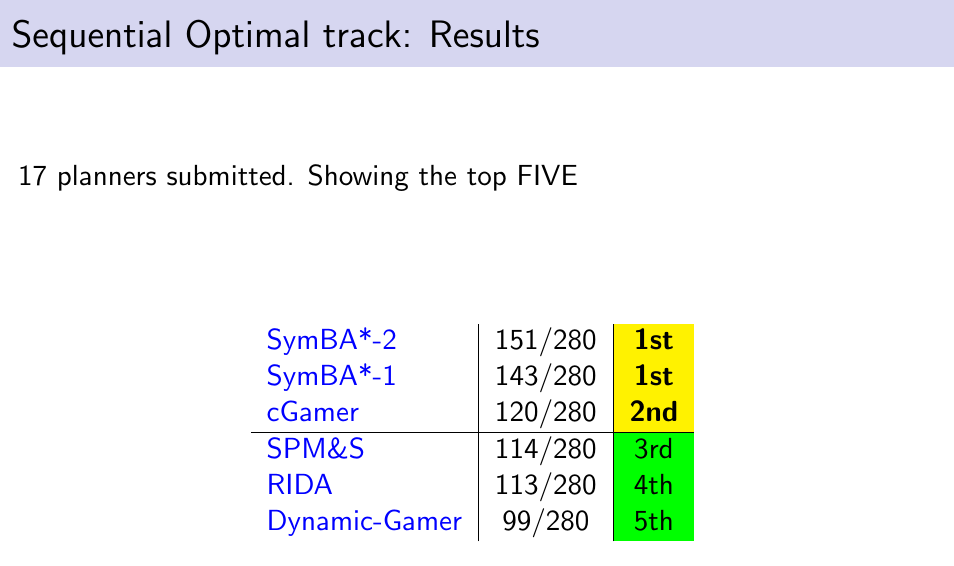 Sequential Optimal track: Results
17 planners submitted. Showing the top FIVE
SymBA*-2 151/280 1st
SymBA*-1 143/280 1st
cGamer 120/280 2nd
SPM&S 114/280 3rd
RIDA 113/280 4th
Dynamic-Gamer 99/280 5th